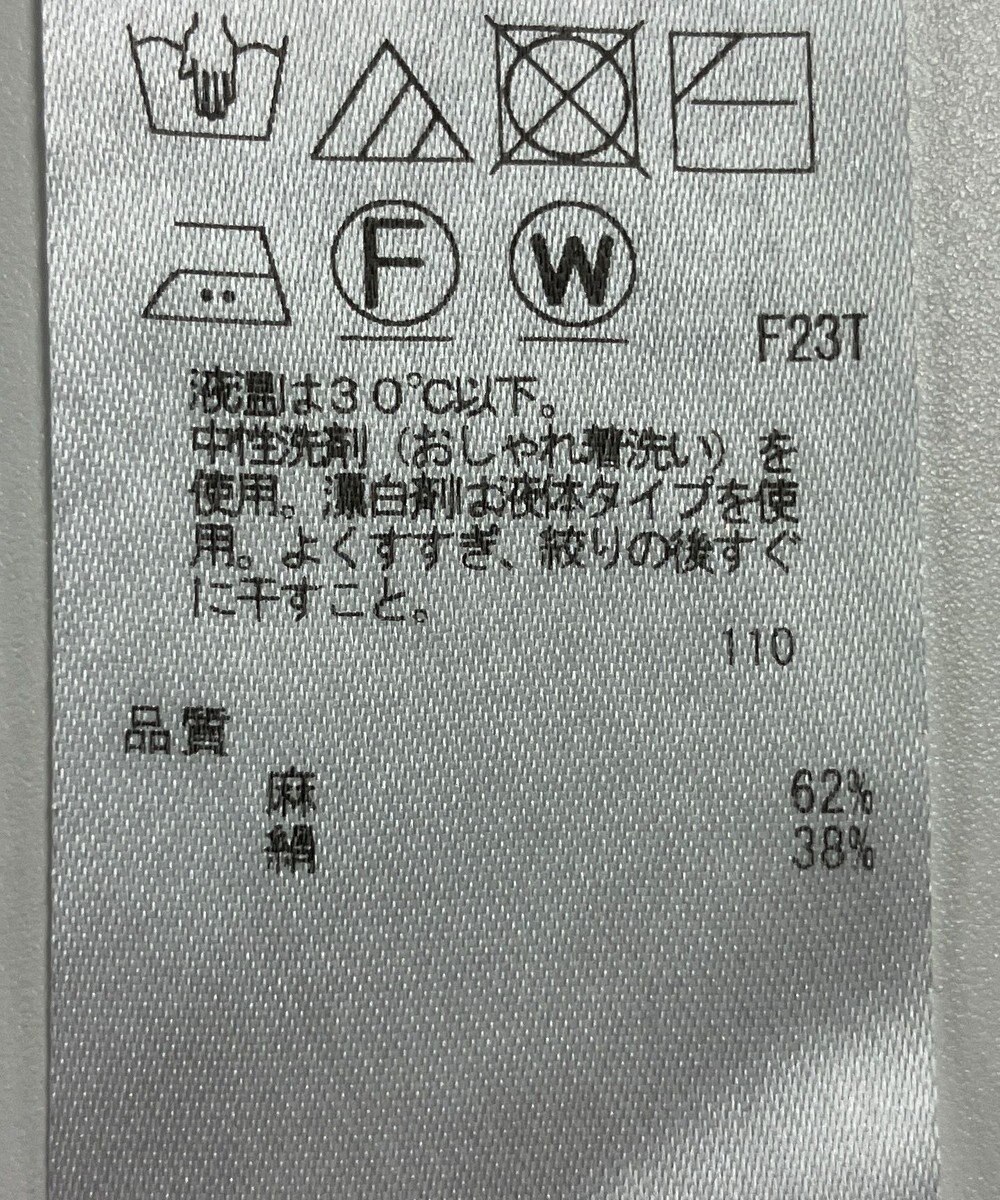 F W
F23T
液温は30℃以下。
中性洗剤(おしゃれ着洗い)を
使用。漂白剤は液体タイプを使
用。よくすすぎ、絞りの後すぐ
に干すこと。
110
品質
麻 62%
絹 38%